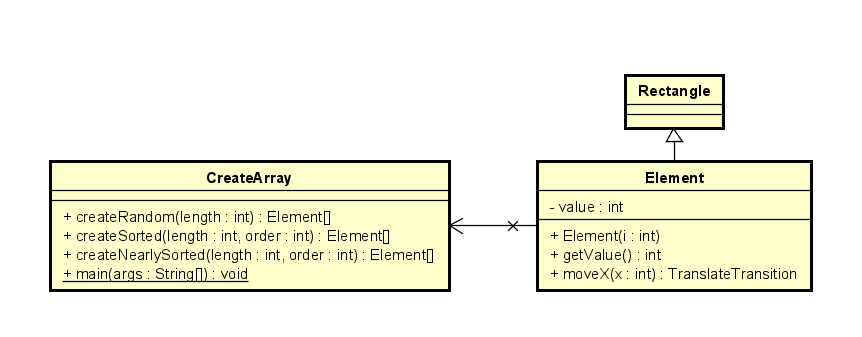 Rectangle
CreateArray
+ createRandom(length : int) : Element[]
+ createSorted(length : int, order : int) : Element[]
+ createNearlySorted(length : int, order : int) : Element[]
+ main(args : String[]) : void
Element
- value : int
+ Element(i : int)
+ getValue() : int
+ moveX(x : int) : TranslateTransition